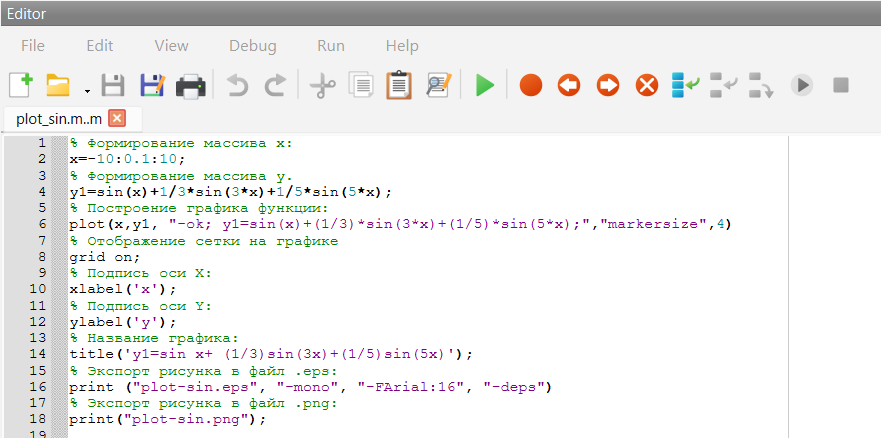 Editor
File Edit View Debug Run Help
plot_sin.m..m
1 % Формирование массива x:
2 x=-10:0.1:10;
3 % Формирование массива y.
4 y1=sin(x)+1/3*sin(3*x)+1/5*sin(5*x);
5 % Построение графика функции:
6 plot(x,y1, "-ok; y1=sin(x)+(1/3)*sin(3*x)+(1/5)*sin(5*x);","markersize",4)
7 % Отображение сетки на графике
8 grid on;
9 % Подпись оси X:
10 xlabel('x');
11 % Подпись оси Y:
12 ylabel('y');
13 % Название графика:
14 title('y1=sin x+ (1/3)sin(3x)+(1/5)sin(5x)');
15 % Экспорт рисунка в файл .eps:
16 print ("plot-sin.eps", "-mono", "-FArial:16", "-deps")
17 % Экспорт рисунка в файл .png:
18 print("plot-sin.png");
19